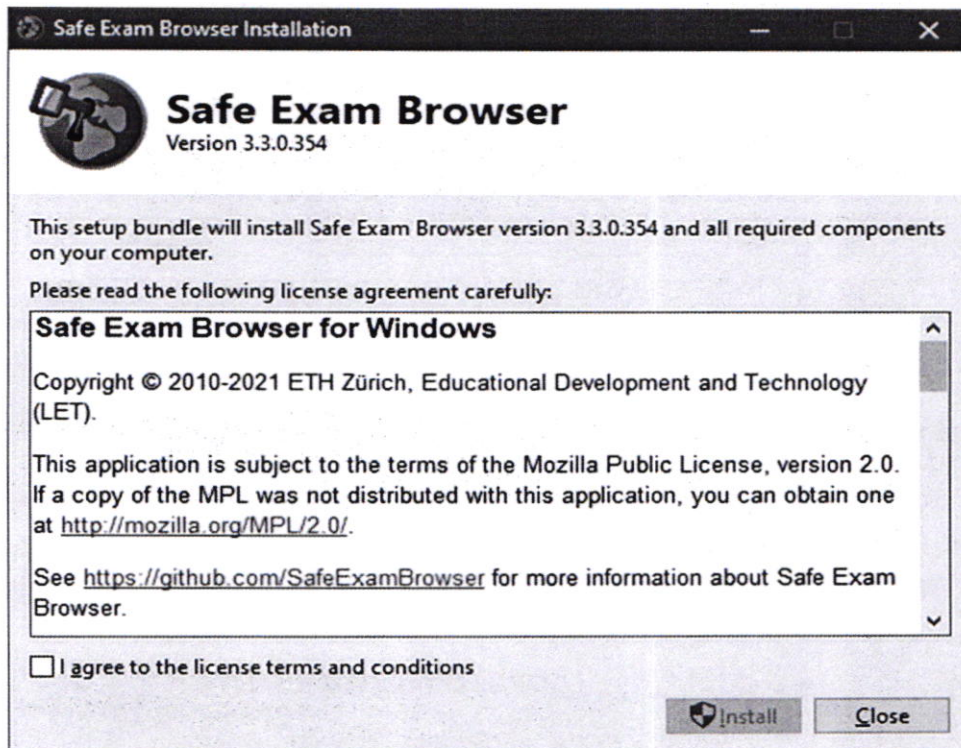 Safe Exam Browser Installation
Safe Exam Browser
Version 3.3.0.354
This setup bundle will install Safe Exam Browser version 3.3.0.354 and all required components
on your computer.
Please read the following license agreement carefully:
Safe Exam Browser for Windows
Copyright © 2010-2021 ETH Zürich, Educational Development and Technology
(LET).
This application is subject to the terms of the Mozilla Public License, version 2.0.
If a copy of the MPL was not distributed with this application, you can obtain one
at http://mozilla.org/MPL/2.0/.
See https://github.com/SafeExamBrowser for more information about Safe Exam
Browser.
I agree to the license terms and conditions
Install
Close